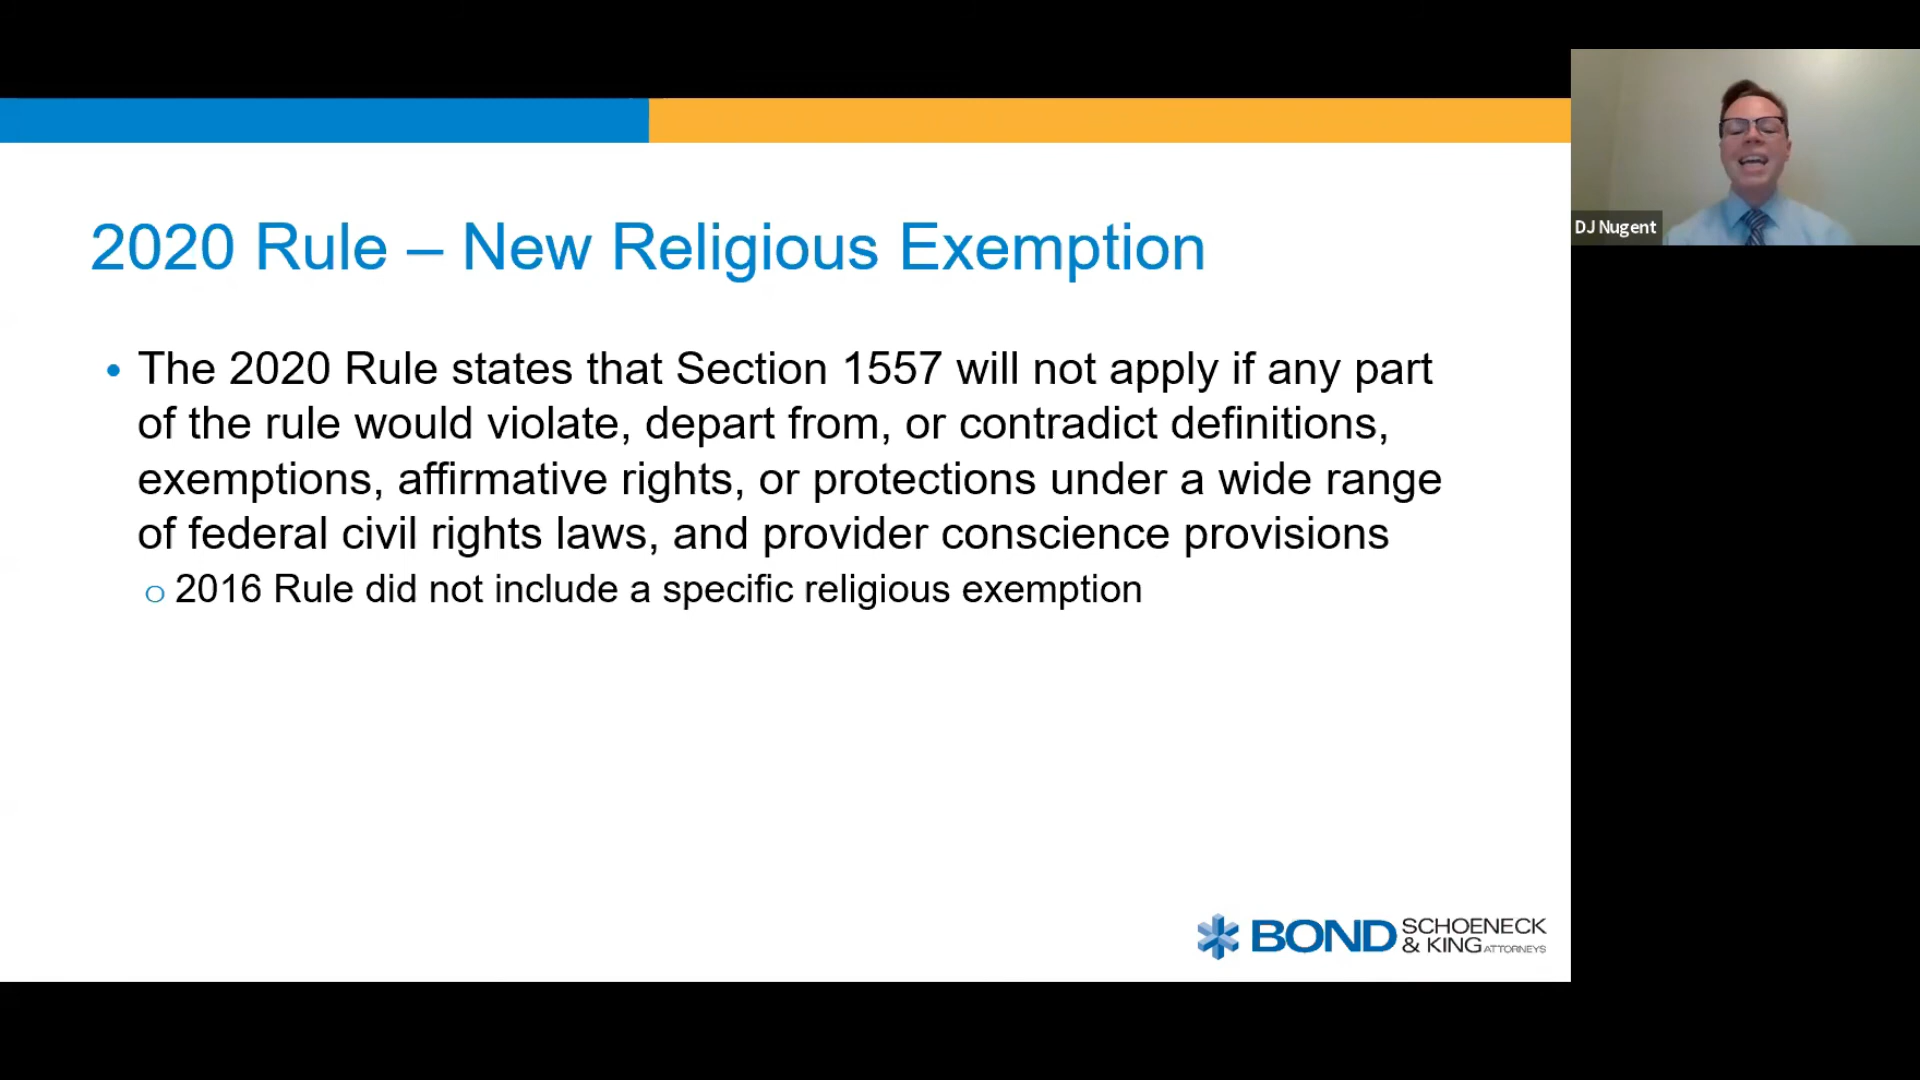 2020 Rule – New Religious Exemption
• The 2020 Rule states that Section 1557 will not apply if any part
of the rule would violate, depart from, or contradict definitions,
exemptions, affirmative rights, or protections under a wide range
of federal civil rights laws, and provider conscience provisions
o 2016 Rule did not include a specific religious exemption
BOND SCHOENECK
& KING ATTORNEYS
DJ Nugent